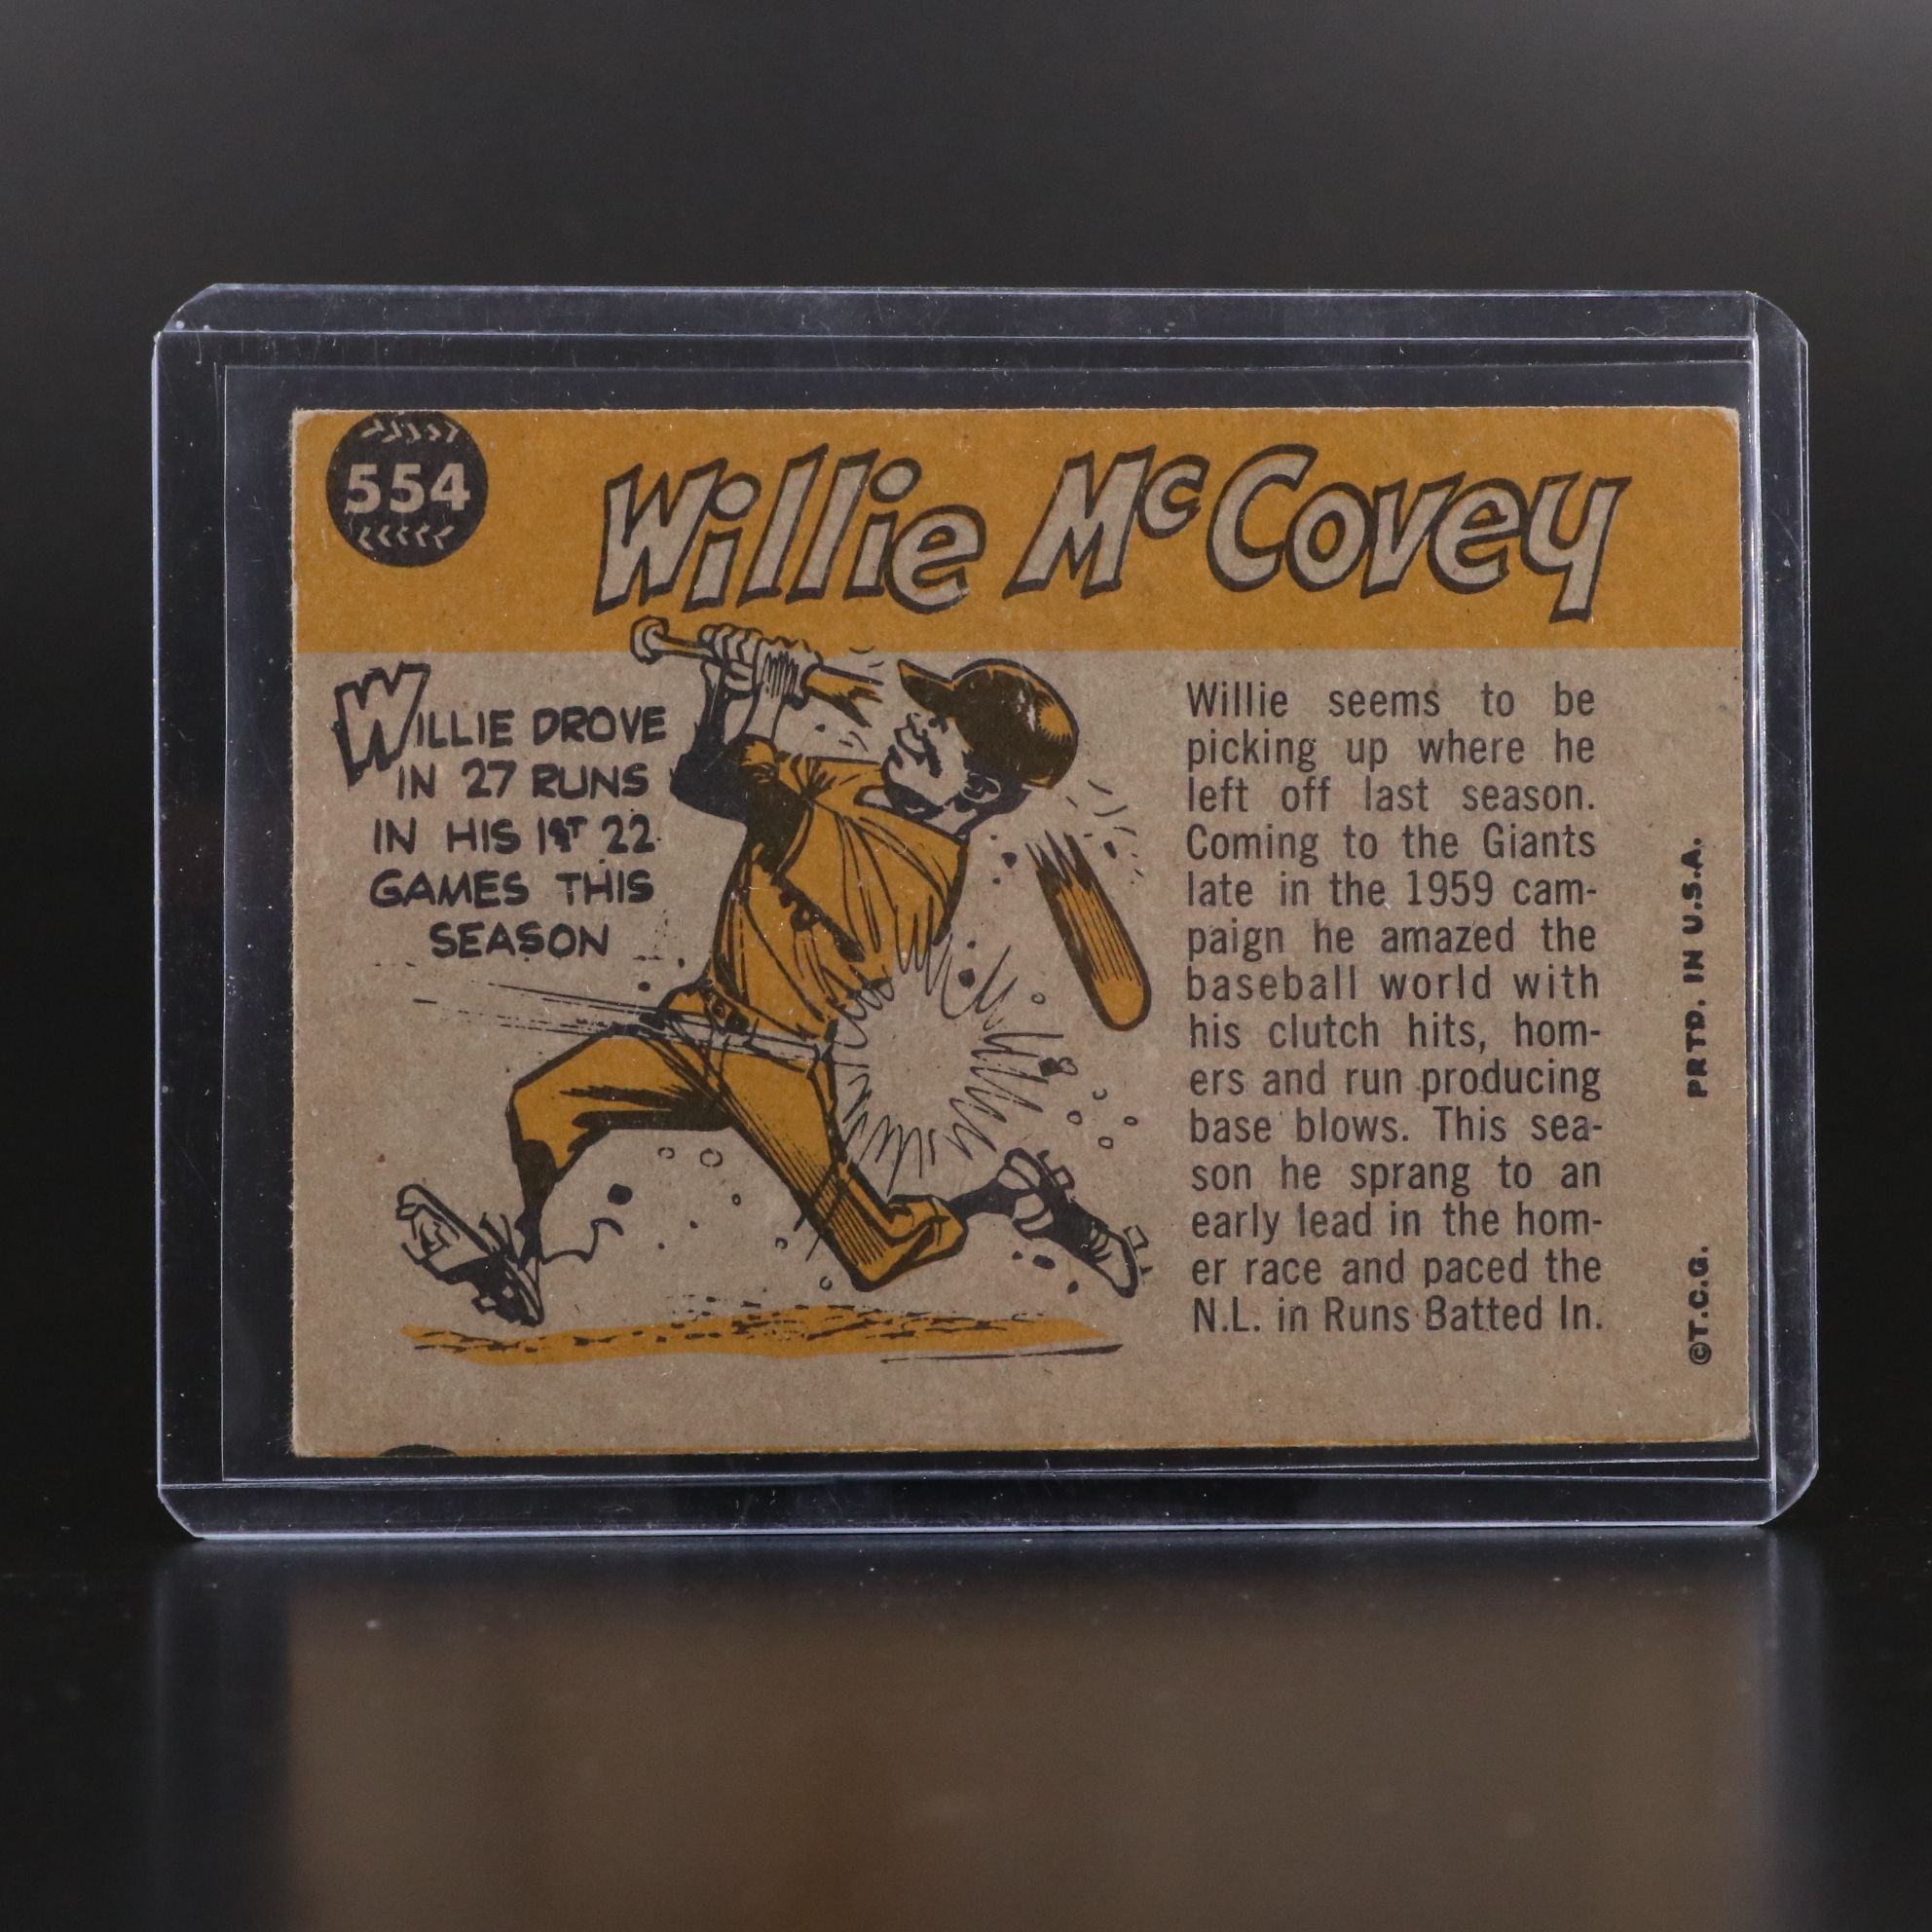 554
Willie McCovey
WILLIE DROVE
IN 27 RUNS
IN HIS 1ST 22
GAMES THIS
SEASON
Willie seems to be
picking up where he
left off last season.
Coming to the Giants
late in the 1959 cam-
paign he amazed the
baseball world with
his clutch hits, hom-
ers and run producing
base blows. This sea-
son he sprang to an
early lead in the hom-
er race and paced the
N.L. in Runs Batted In.
©T.C.G. PRTD. IN U.S.A.